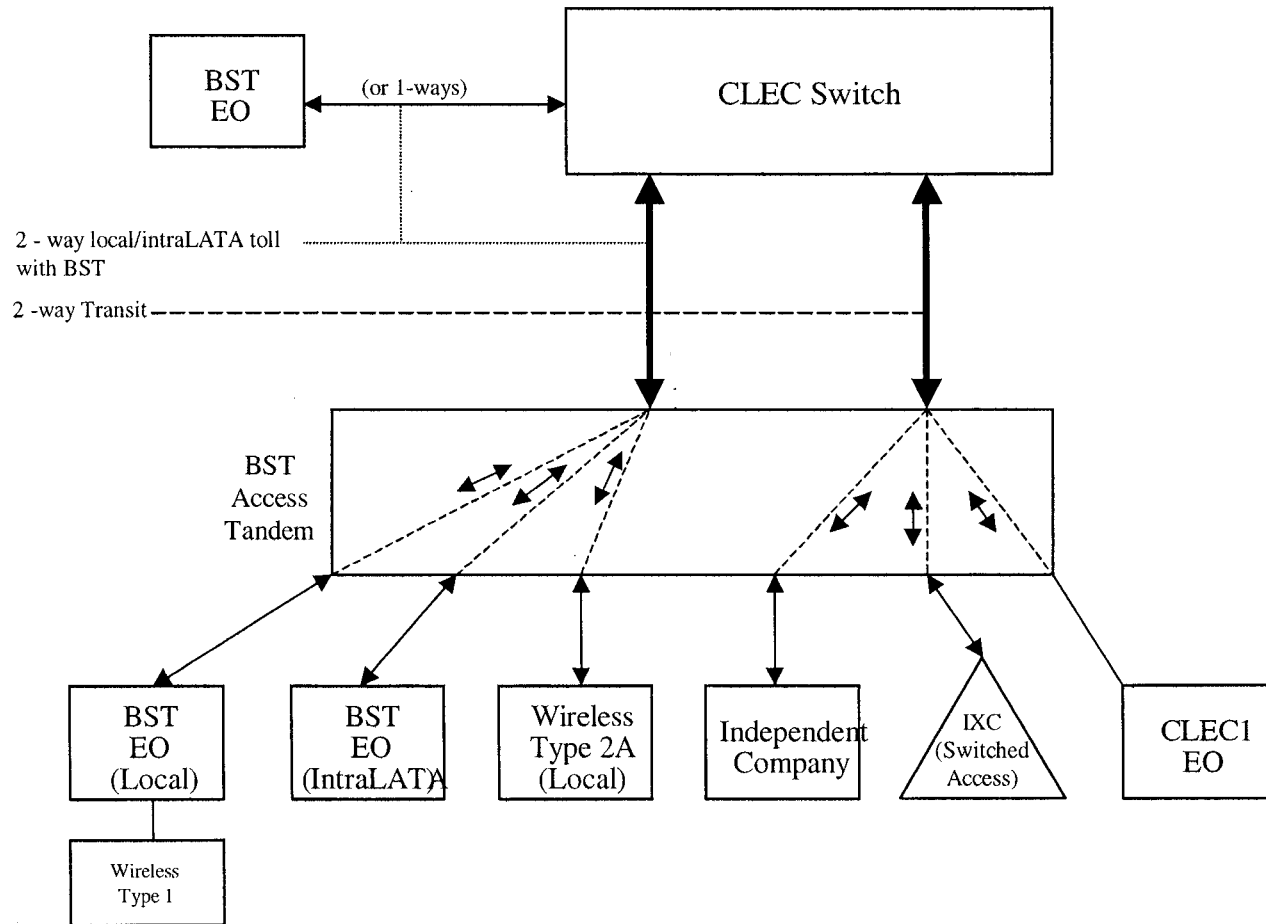 BST
EO
(or 1-ways)
CLEC Switch
2 - way local/intraLATA toll
with BST
2 -way Transit
BST
Access
Tandem
BST
EO
(Local)
BST
EO
(IntraLATA)
Wireless
Type 2A
(Local)
Independent
Company
IXC
(Switched
Access)
CLEC1
EO
Wireless
Type 1